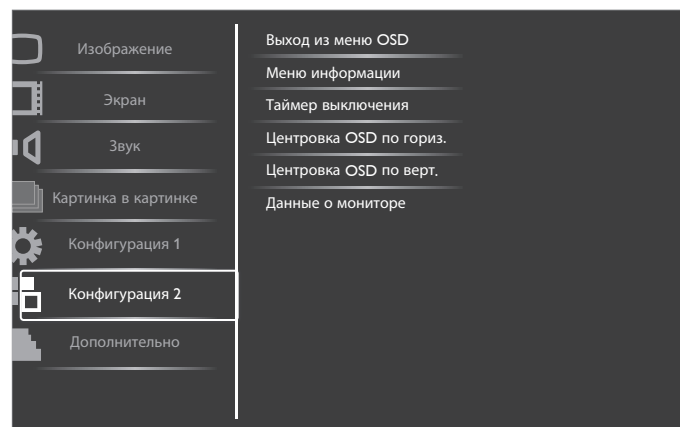 Изображение
Экран
Звук
Картинка в картинке
Конфигурация 1
Конфигурация 2
Дополнительно
Выход из меню OSD
Меню информации
Таймер выключения
Центровка OSD по гориз.
Центровка OSD по верт.
Данные о мониторе